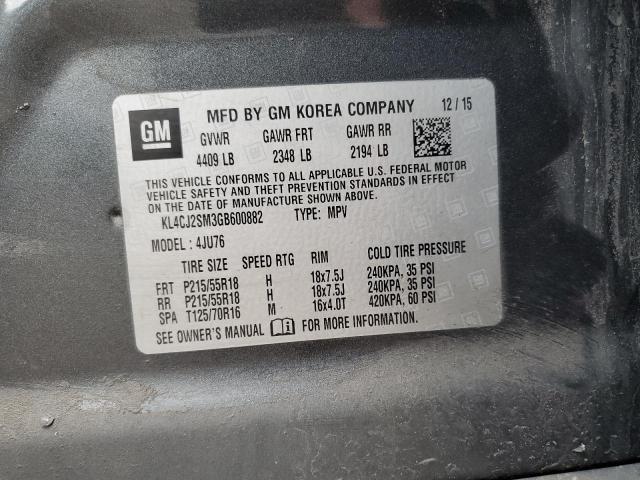 GM
MFD BY GM KOREA COMPANY 12 / 15
GVWR GAWR FRT GAWR RR
4409 LB 2348 LB 2194 LB
THIS VEHICLE CONFORMS TO ALL APPLICABLE U.S. FEDERAL MOTOR
VEHICLE SAFETY AND THEFT PREVENTION STANDARDS IN EFFECT
ON THE DATE OF MANUFACTURE SHOWN ABOVE.
KL4CJ2SM3GB600882 TYPE: MPV
MODEL : 4JU76
TIRE SIZE SPEED RTG RIM COLD TIRE PRESSURE
FRT P215/55R18 H 18x7.5J 240KPA, 35 PSI
RR P215/55R18 H 18x7.5J 240KPA, 35 PSI
SPA T125/70R16 M 16x4.0T 420KPA, 60 PSI
SEE OWNER'S MANUAL FOR MORE INFORMATION.